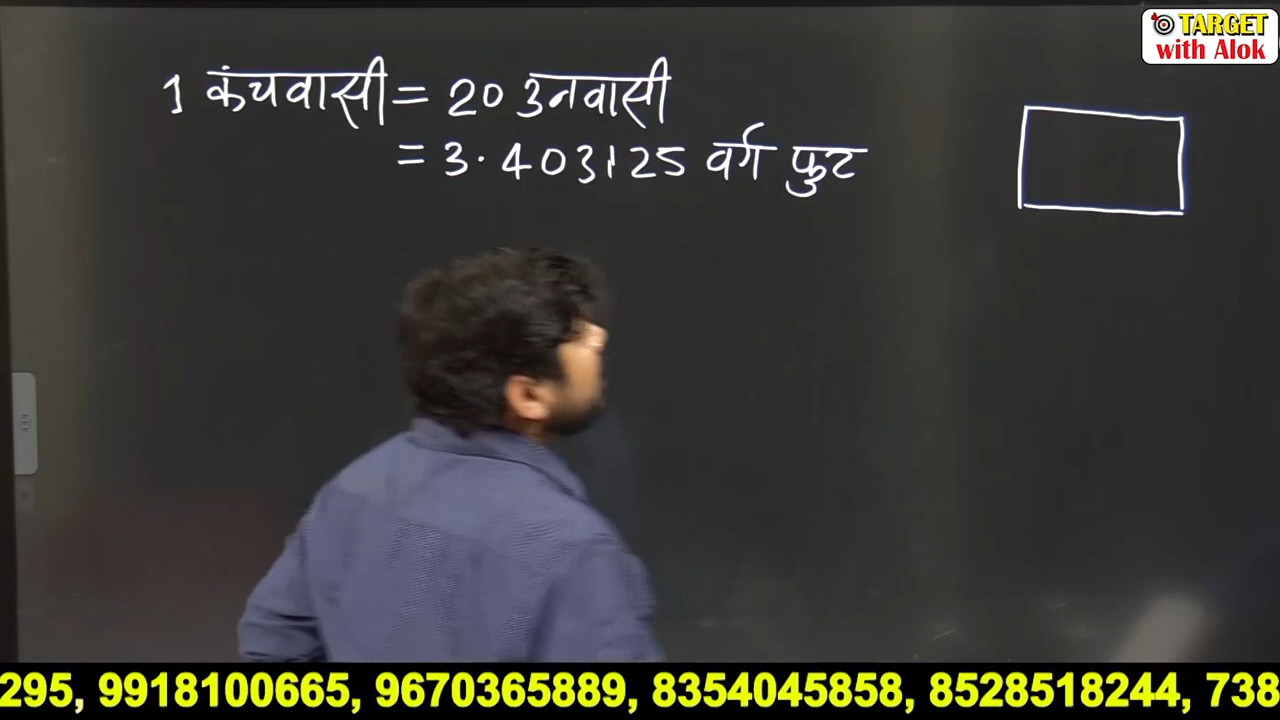 TARGET
with Alok
1 कंचवासी = 20 उनवासी
= 3.403125 वर्ग फुट
295, 9918100665, 9670365889, 8354045858, 8528518244, 738